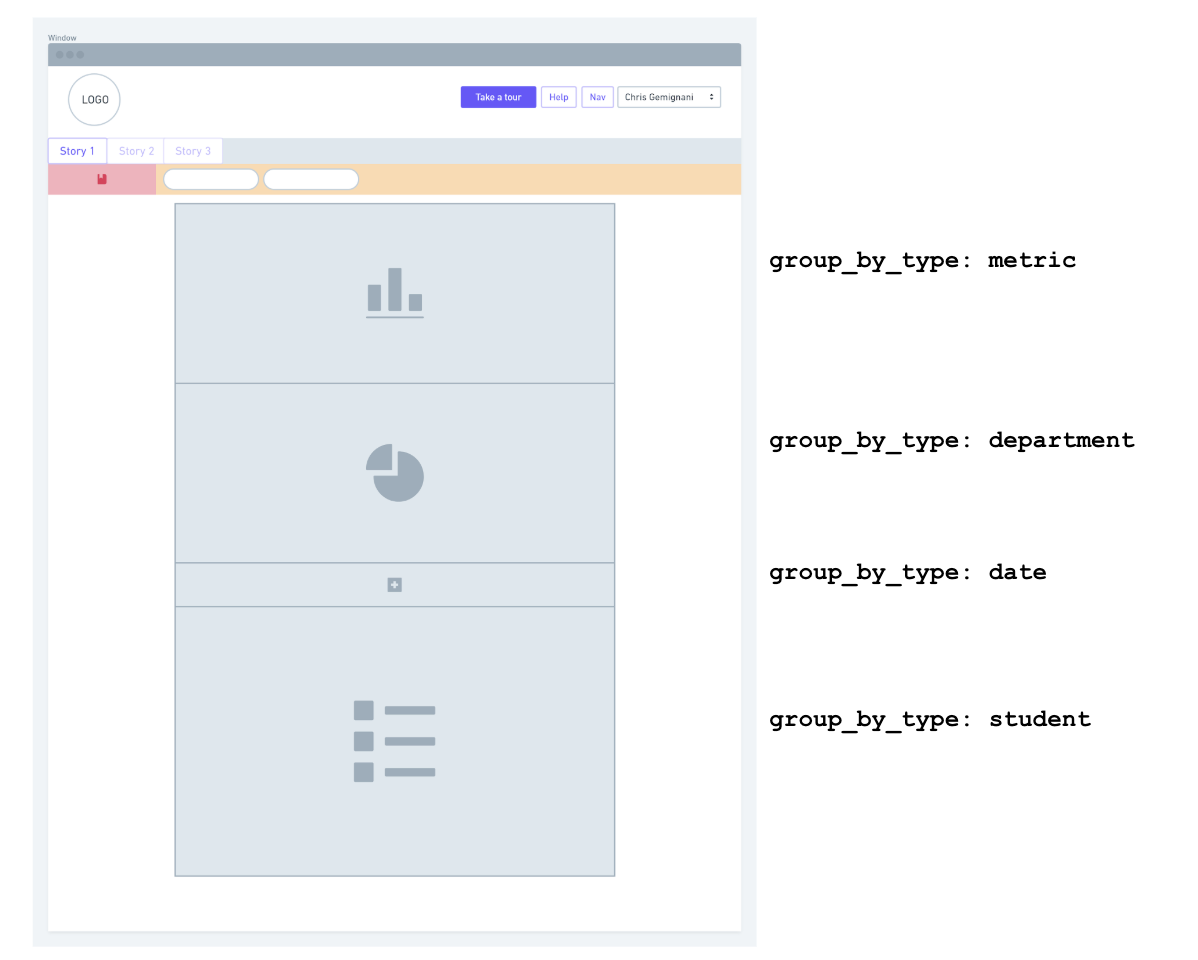 Window
LOGO
Take a tour
Help
Nav
Chris Gemignani
Story 1
Story 2
Story 3
group_by_type: metric
group_by_type: department
group_by_type: date
group_by_type: student